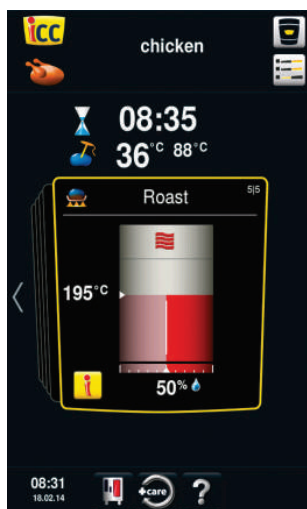 icc
chicken
08:35
36°C 88°C
Roast 5|5
195°C
i
50%
08:31
18.02.14
+care ?